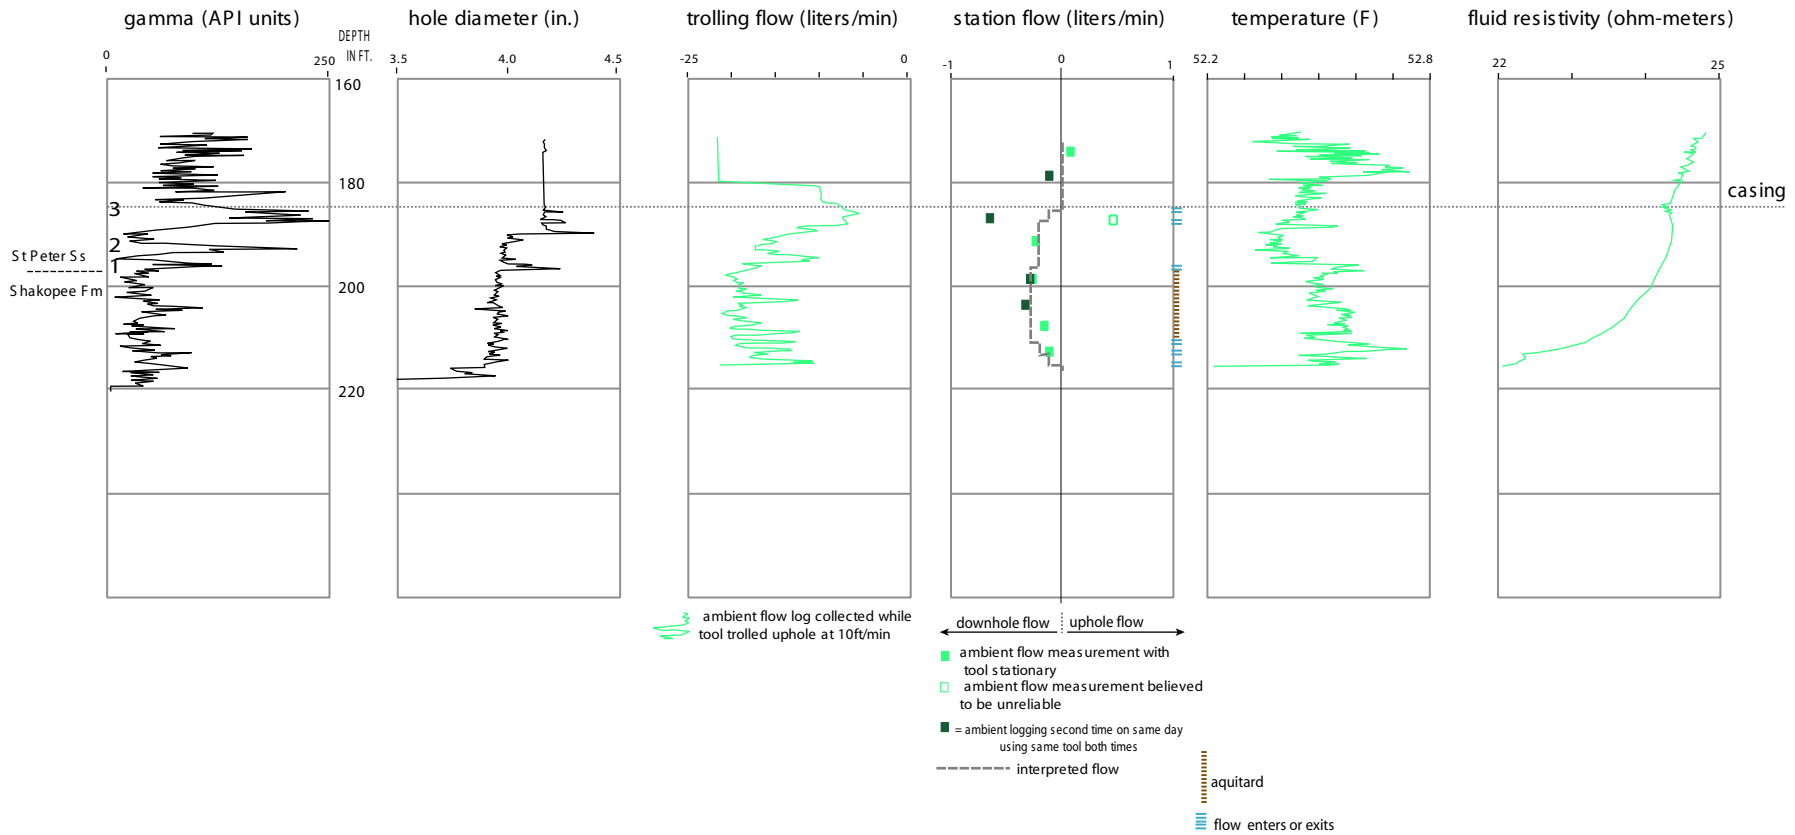 gamma (API units)
hole diameter (in.)
trolling flow (liters/min)
station flow (liters/min)
temperature (F)
fluid resistivity (ohm-meters)
DEPTH
IN FT.
0
250
3.5
4.0
4.5
-25
0
-1
0
1
52.2
52.8
22
25
160
180
casing
3
2
St Peter Ss
1
Shakopee Fm
200
220
ambient flow log collected while
tool trolled uphole at 10ft/min
downhole flow
uphole flow
ambient flow measurement with
tool stationary
ambient flow measurement believed
to be unreliable
= ambient logging second time on same day
using same tool both times
interpreted flow
aquitard
flow enters or exits